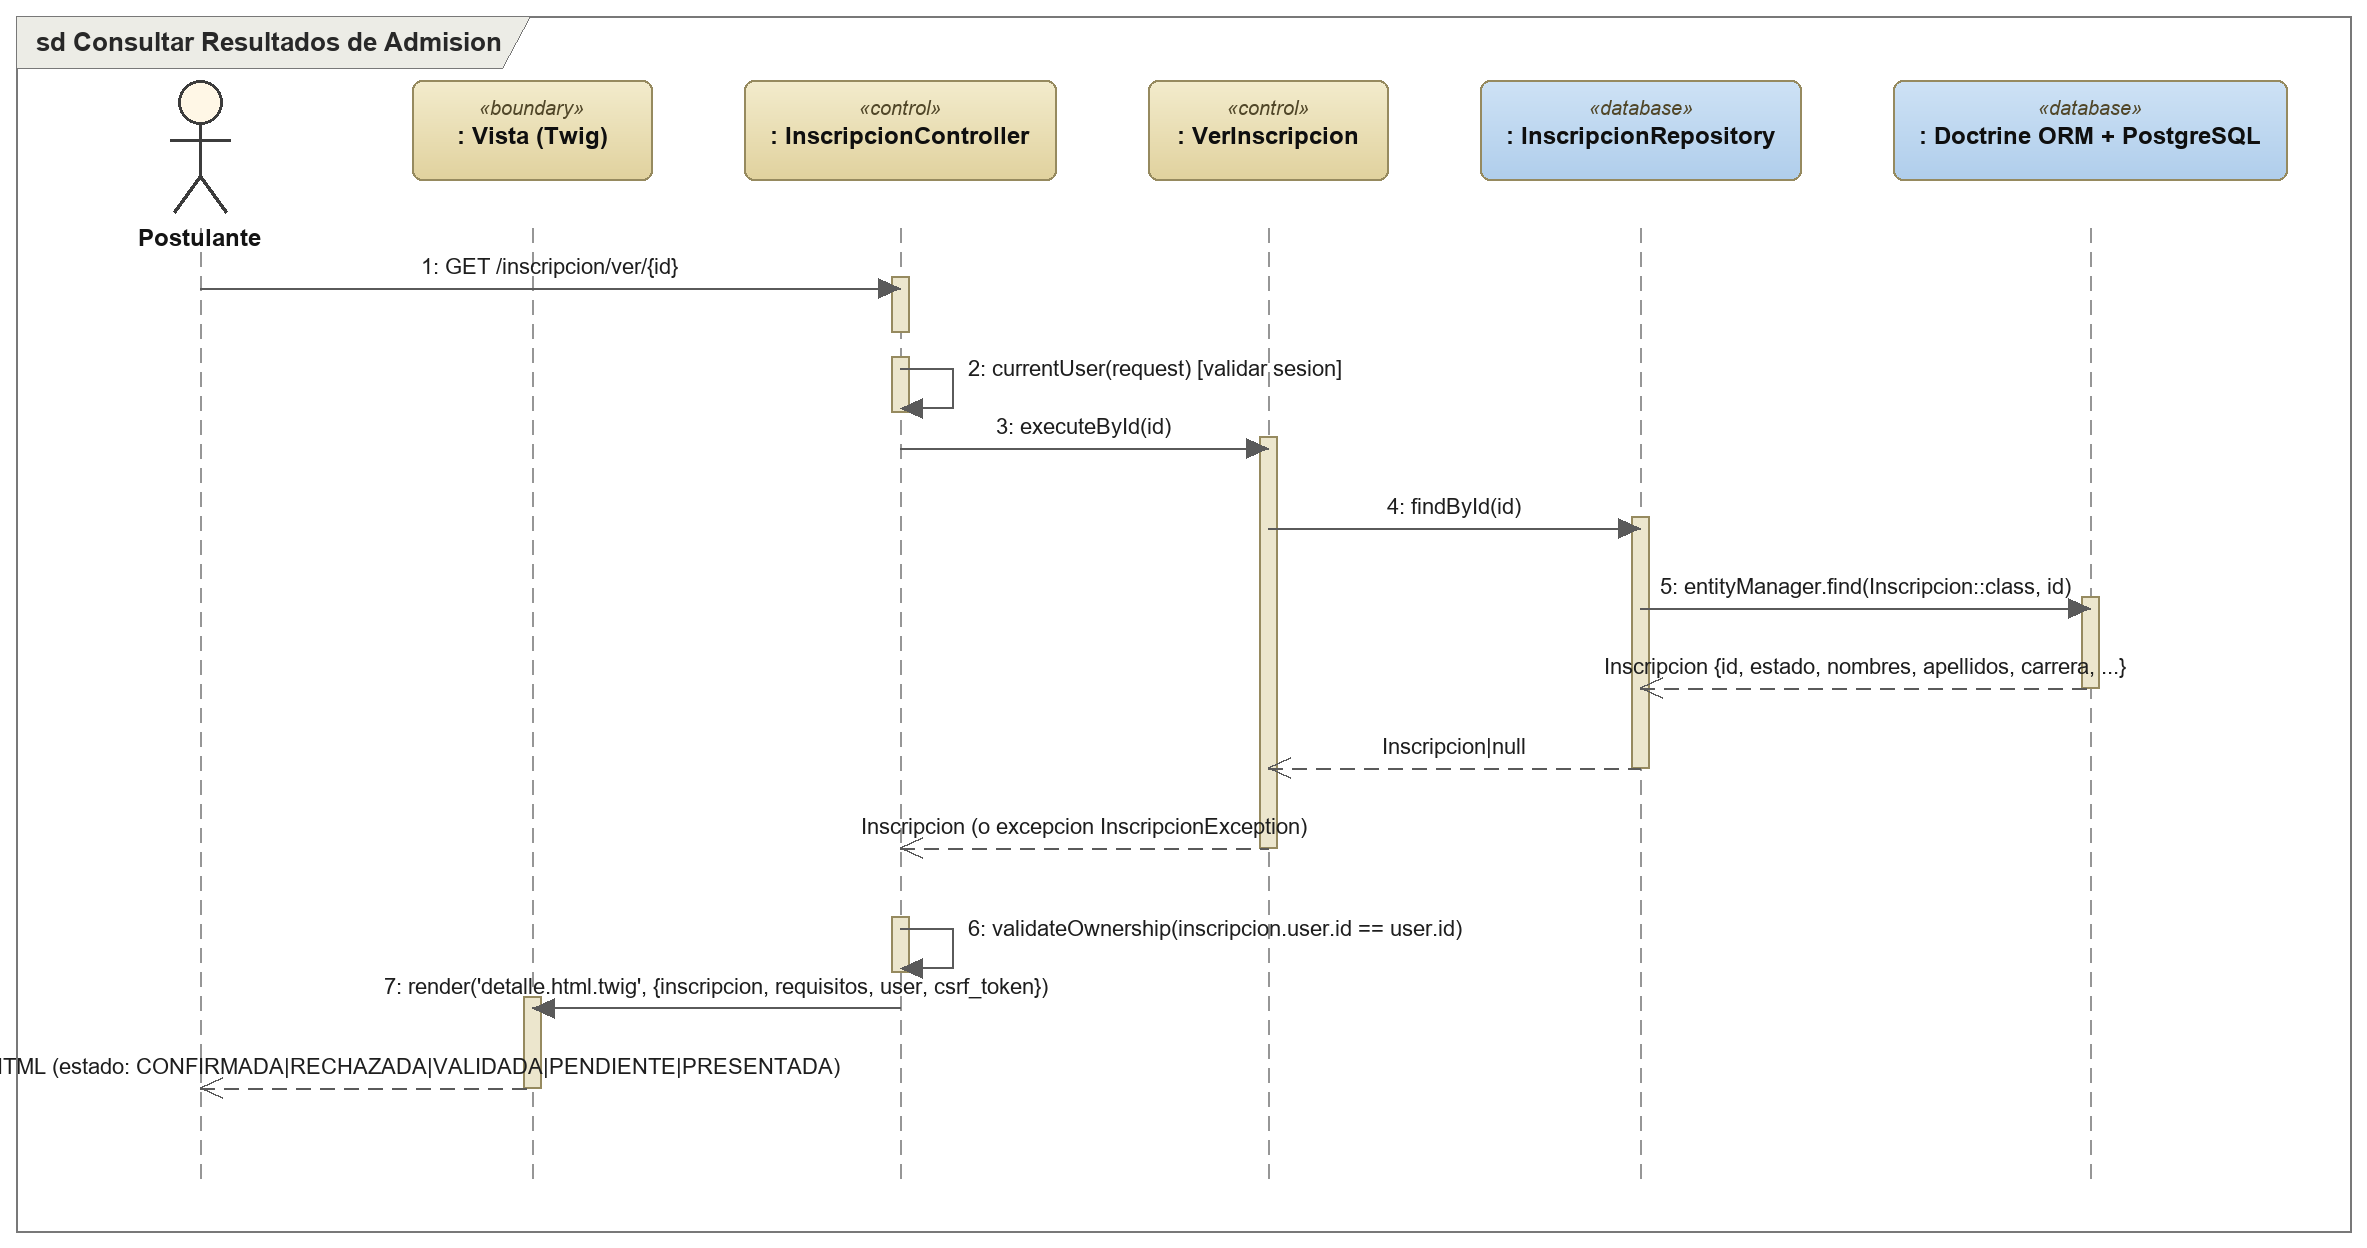 sd Consultar Resultados de Admision
Postulante
«boundary»
: Vista (Twig)
«control»
: InscripcionController
«control»
: VerInscripcion
«database»
: InscripcionRepository
«database»
: Doctrine ORM + PostgreSQL
1: GET /inscripcion/ver/{id}
2: currentUser(request) [validar sesion]
3: executeById(id)
4: findById(id)
5: entityManager.find(Inscripcion::class, id)
Inscripcion {id, estado, nombres, apellidos, carrera, ...}
Inscripcion|null
Inscripcion (o excepcion InscripcionException)
6: validateOwnership(inscripcion.user.id == user.id)
7: render('detalle.html.twig', {inscripcion, requisitos, user, csrf_token})
(estado: CONFIRMADA|RECHAZADA|VALIDADA|PENDIENTE|PRESENTADA)